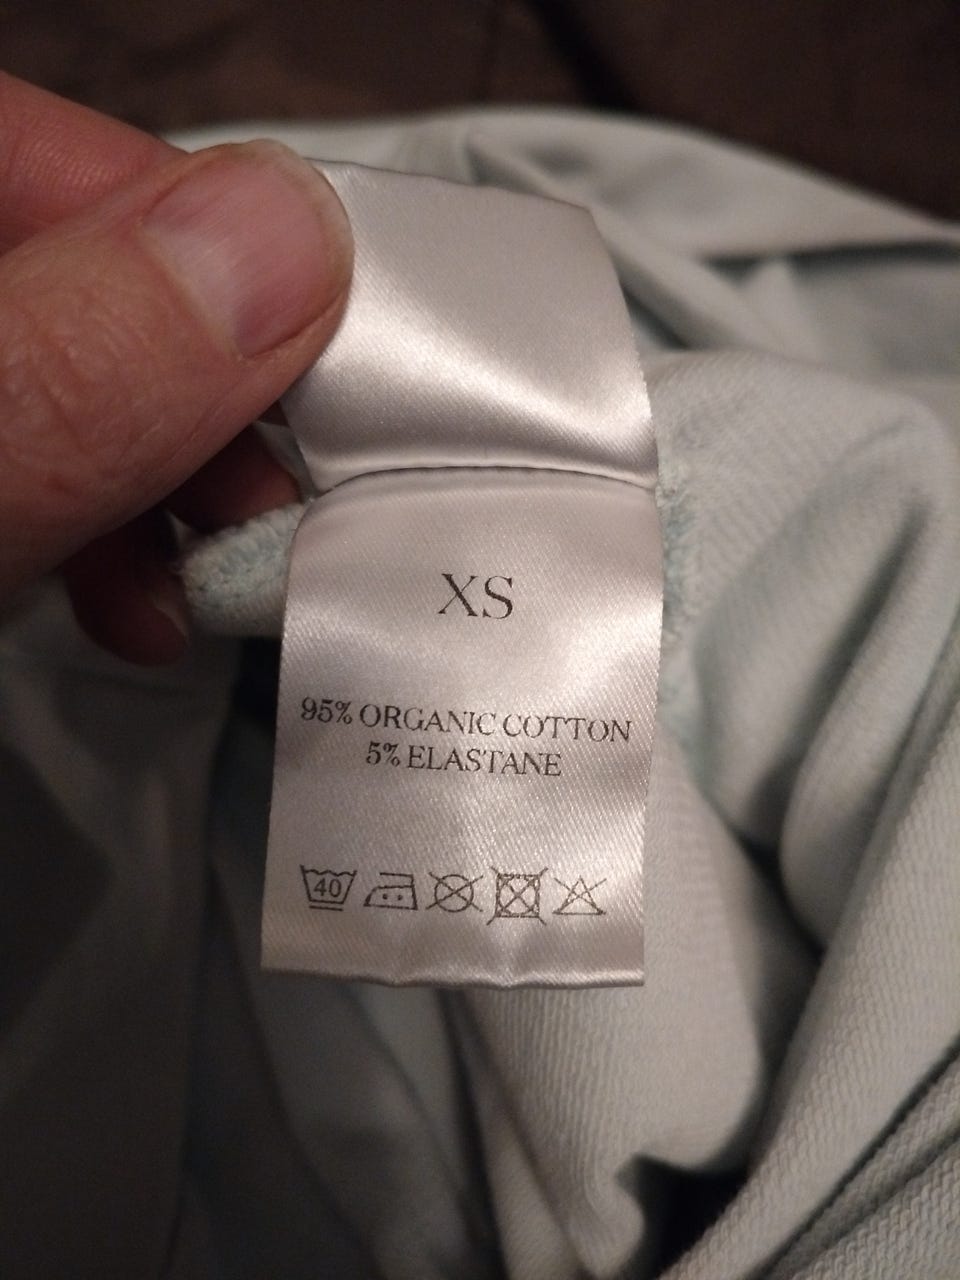 XS
95% ORGANIC COTTON
5% ELASTANE
40